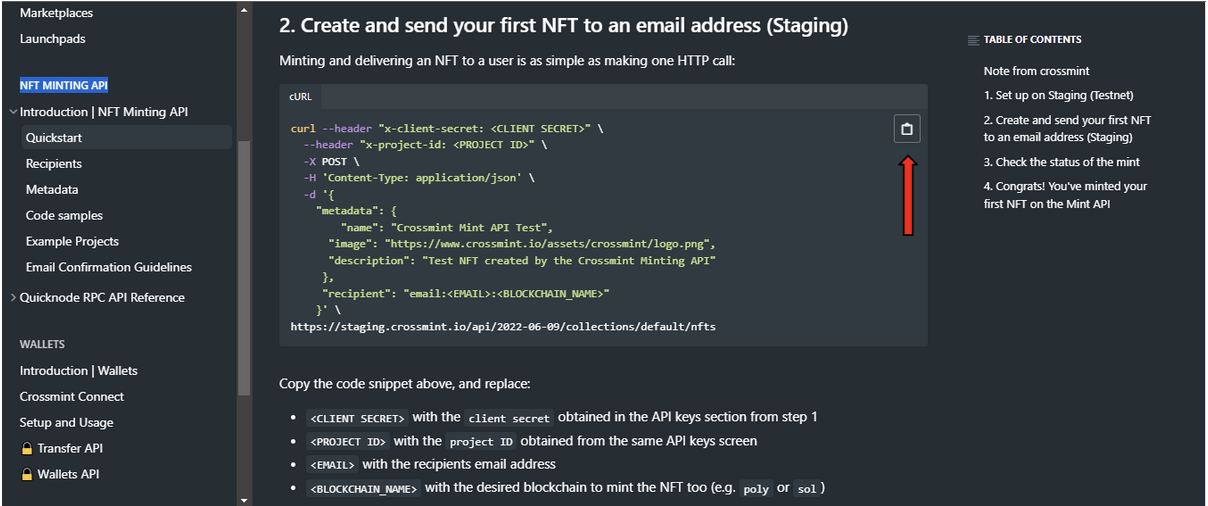 Marketplaces
Launchpads
NFT MINTING API
Introduction | NFT Minting API
Quickstart
Recipients
Metadata
Code samples
Example Projects
Email Confirmation Guidelines
Quicknode RPC API Reference
WALLETS
Introduction | Wallets
Crossmint Connect
Setup and Usage
Transfer API
Wallets API
2. Create and send your first NFT to an email address (Staging)
Minting and delivering an NFT to a user is as simple as making one HTTP call:
cURL
curl --header "x-client-secret: <CLIENT SECRET>" \
--header "x-project-id: <PROJECT ID>" \
-X POST \
-H 'Content-Type: application/json' \
-d '{
"metadata": {
"name": "Crossmint Mint API Test",
"image": "https://www.crossmint.io/assets/crossmint/logo.png",
"description": "Test NFT created by the Crossmint Minting API"
},
"recipient": "email:<EMAIL>:<BLOCKCHAIN_NAME>"
}' \
https://staging.crossmint.io/api/2022-06-09/collections/default/nfts
Copy the code snippet above, and replace:
• <CLIENT SECRET> with the client secret obtained in the API keys section from step 1
• <PROJECT ID> with the project ID obtained from the same API keys screen
• <EMAIL> with the recipients email address
• <BLOCKCHAIN_NAME> with the desired blockchain to mint the NFT too (e.g. poly or sol )
TABLE OF CONTENTS
Note from crossmint
1. Set up on Staging (Testnet)
2. Create and send your first NFT
to an email address (Staging)
3. Check the status of the mint
4. Congrats! You've minted your
first NFT on the Mint API